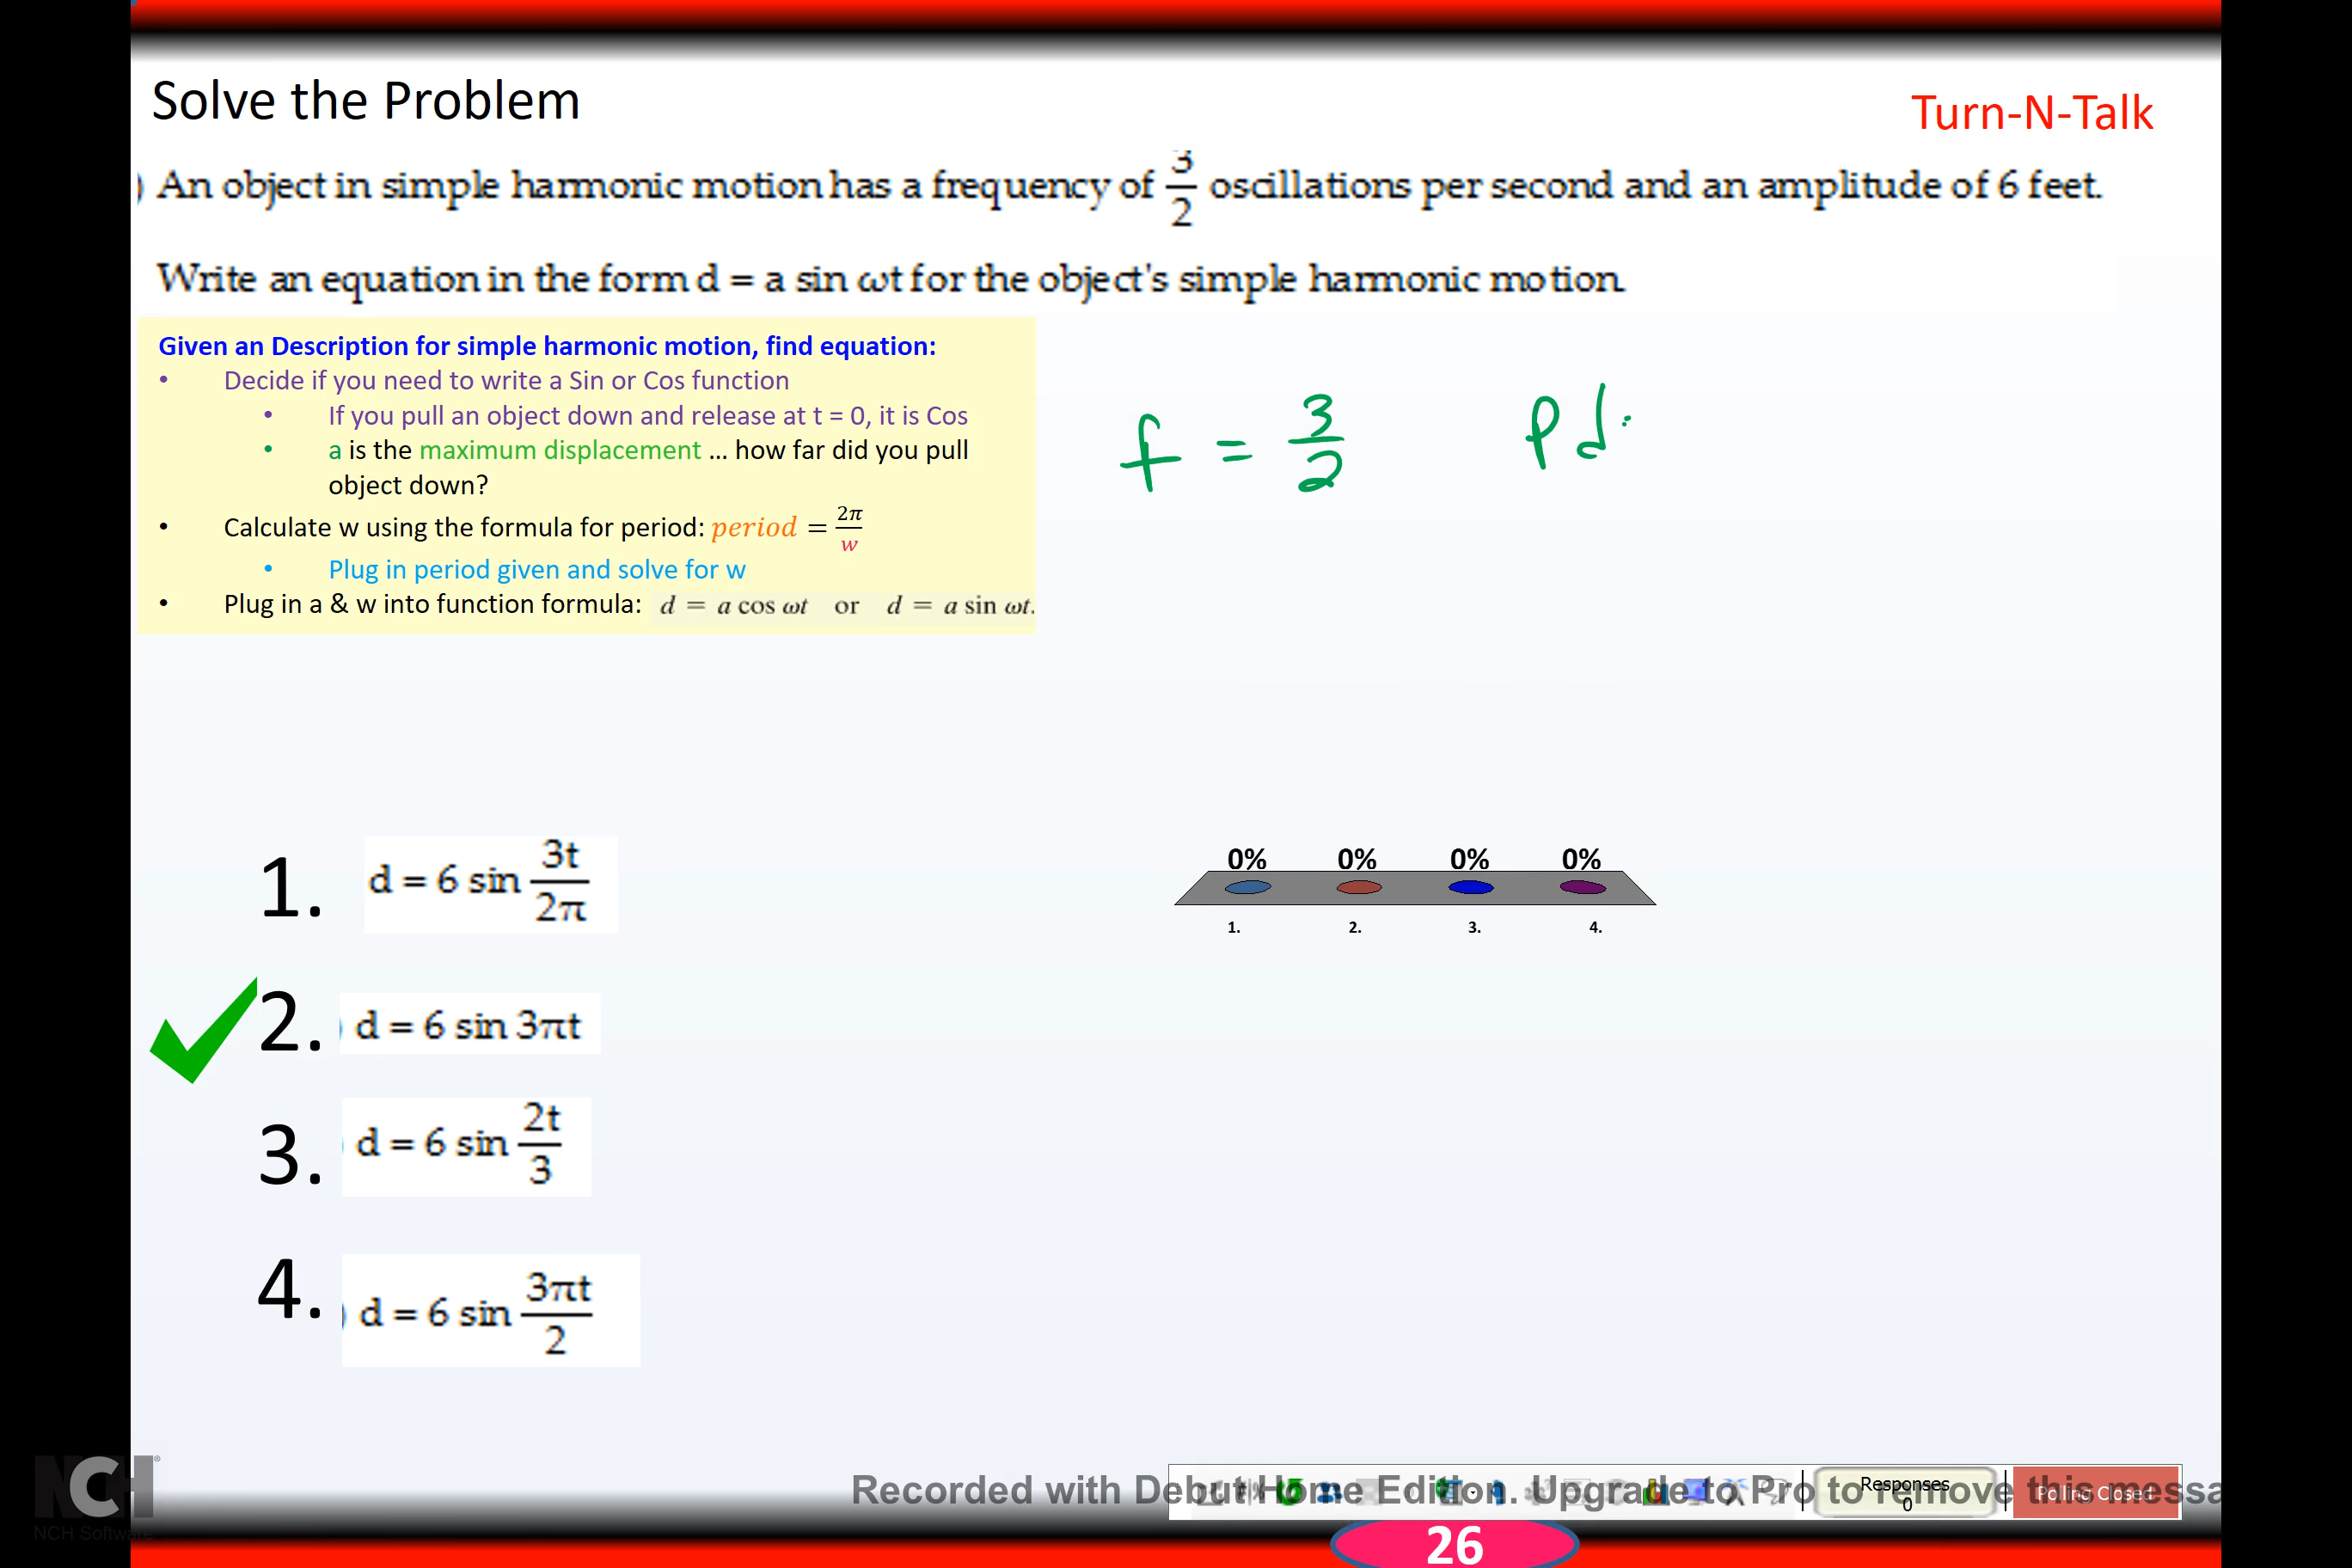 Solve the Problem
Turn-N-Talk
) An object in simple harmonic motion has a frequency of 3/2 oscillations per second and an amplitude of 6 feet.
Write an equation in the form d = a sin ωt for the object's simple harmonic motion.
Given an Description for simple harmonic motion, find equation:
• Decide if you need to write a Sin or Cos function
• If you pull an object down and release at t = 0, it is Cos
• a is the maximum displacement ... how far did you pull
object down?
• Calculate w using the formula for period: period = 2π/w
• Plug in period given and solve for w
• Plug in a & w into function formula: d = a cos ωt or d = a sin ωt.
f = 3/2 pd.
1. d = 6 sin 3t/2π
2. d = 6 sin 3πt
3. d = 6 sin 2t/3
4. d = 6 sin 3πt/2
0% 0% 0% 0%
1. 2. 3. 4.
NCH®
NCH Software
Recorded with Debut Home Edition. Upgrade to Pro to remove this messa
Responses
0
Polling Closed
26